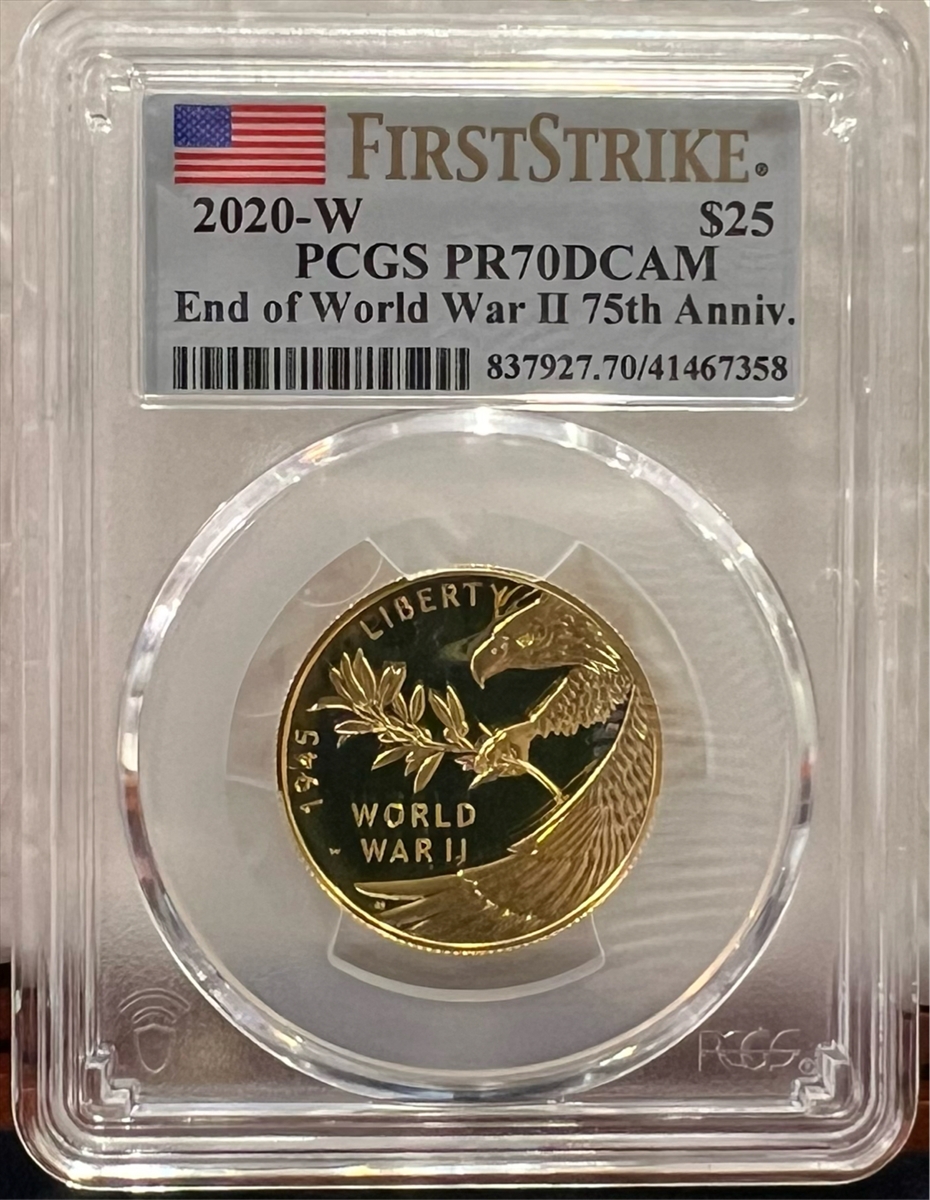 FIRSTSTRIKE®
2020-W $25
PCGS PR70DCAM
End of World War II 75th Anniv.
837927.70/41467358
LIBERTY
1945
WORLD
WAR II
W
PCGS